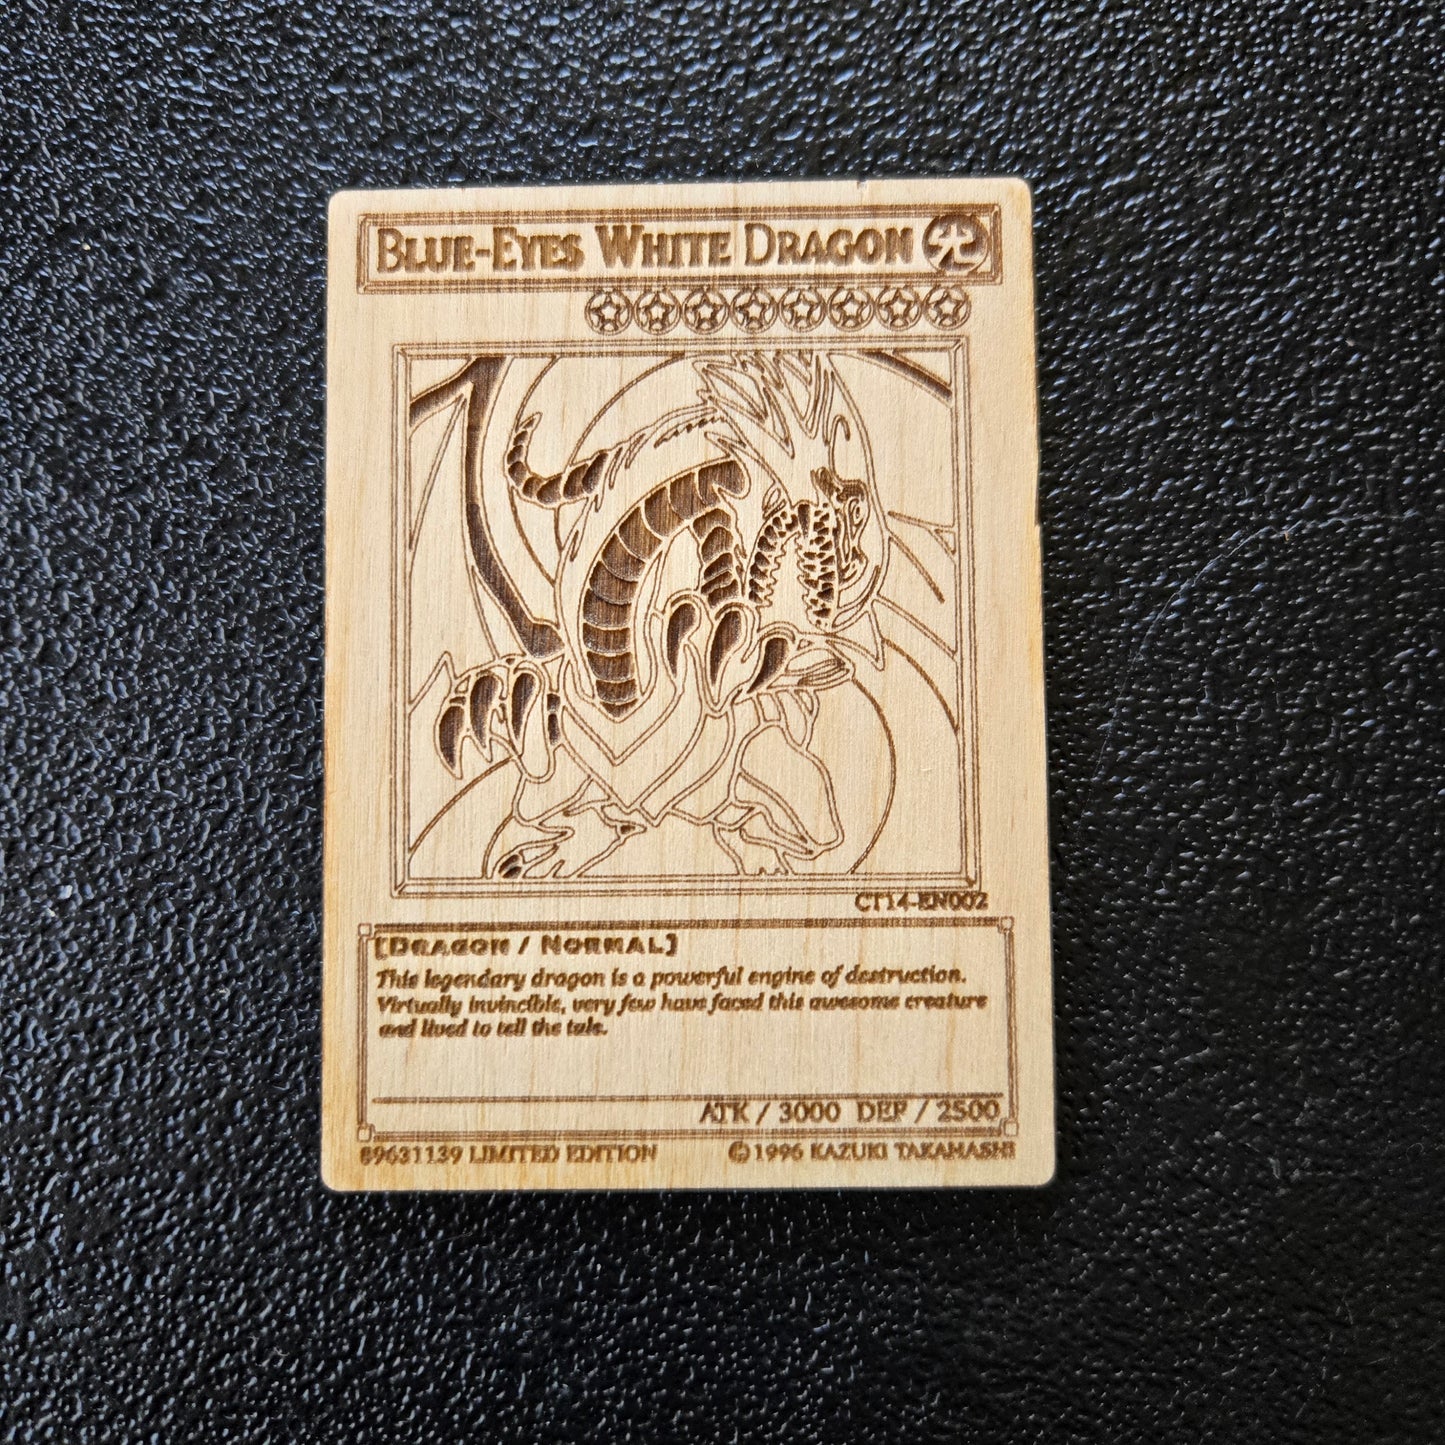 BLUE-EYES WHITE DRAGON 光
CT14-EN002
[DRAGON / NORMAL]
This legendary dragon is a powerful engine of destruction.
Virtually invincible, very few have faced this awesome creature
and lived to tell the tale.
ATK / 3000 DEF / 2500
89631139 LIMITED EDITION
©1996 KAZUKI TAKAHASHI